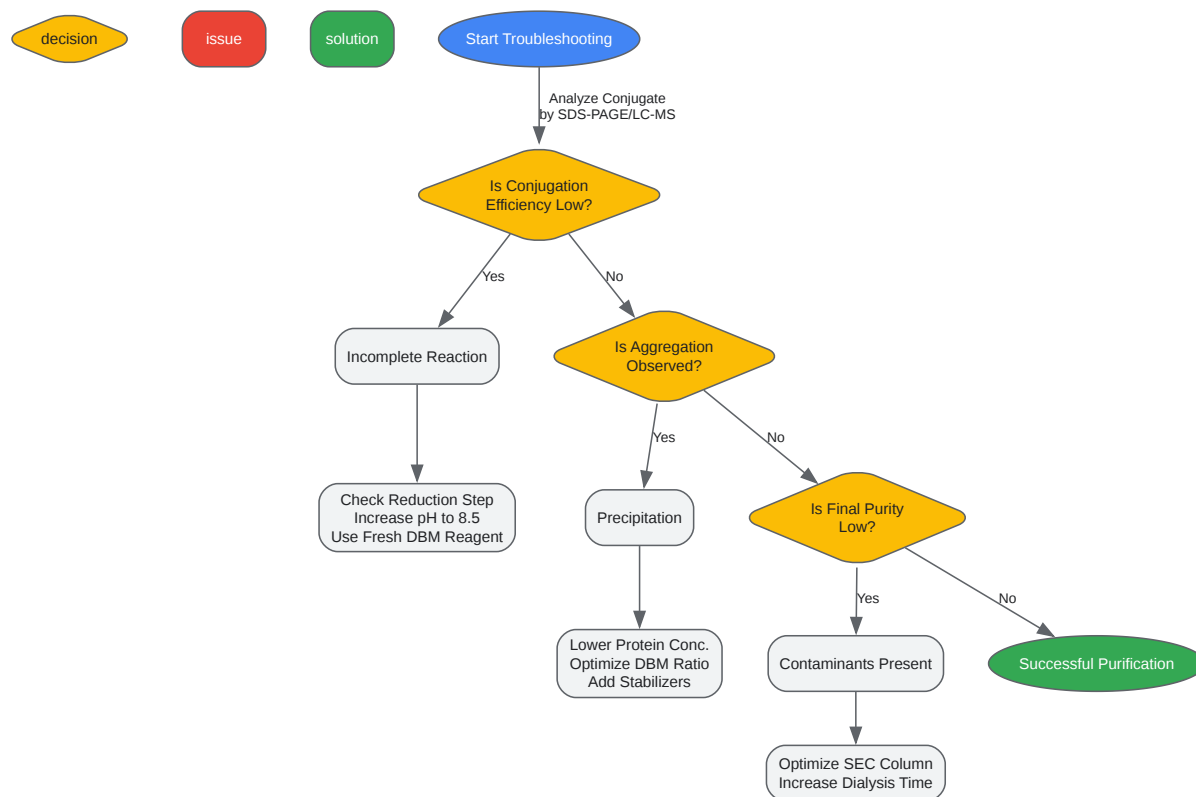 decision
issue
solution
Start Troubleshooting
Analyze Conjugate
by SDS-PAGE/LC-MS
Is Conjugation
Efficiency Low?
Yes
No
Incomplete Reaction
Is Aggregation
Observed?
Yes
No
Check Reduction Step
Increase pH to 8.5
Use Fresh DBM Reagent
Precipitation
Is Final Purity
Low?
Yes
No
Lower Protein Conc.
Optimize DBM Ratio
Add Stabilizers
Contaminants Present
Successful Purification
Optimize SEC Column
Increase Dialysis Time